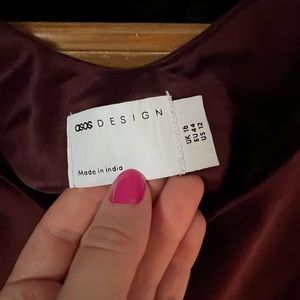 asos DESIGN
Made in India
UK 16
EU 44
US 12